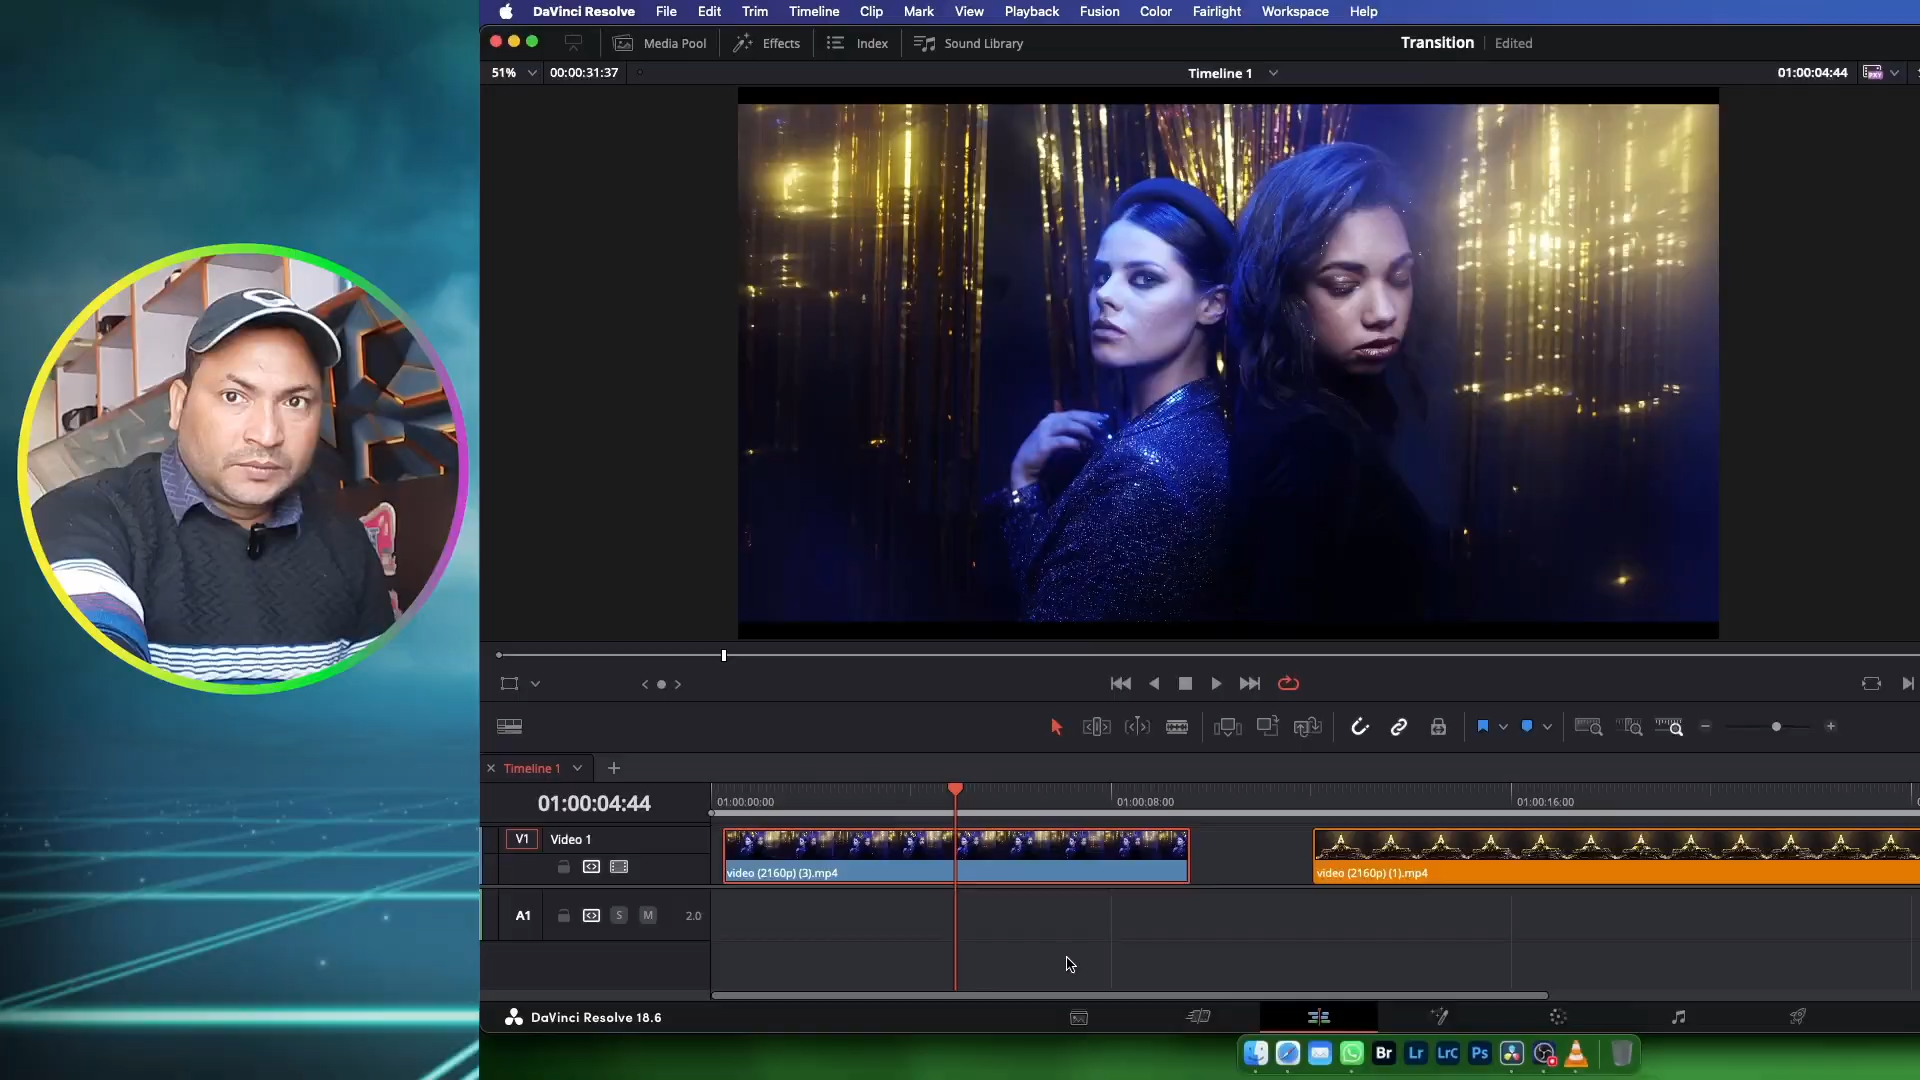 DaVinci Resolve File Edit Trim Timeline Clip Mark View Playback Fusion Color Fairlight Workspace Help
Media Pool Effects Index Sound Library Transition Edited
51% 00:00:31:37 Timeline 1 01:00:04:44
Timeline 1
01:00:04:44 01:00:00:00 01:00:08:00 01:00:16:00
V1 Video 1
video (2160p) (3).mp4 video (2160p) (1).mp4
A1 S M 2.0
DaVinci Resolve 18.6
Br Lr LrC Ps